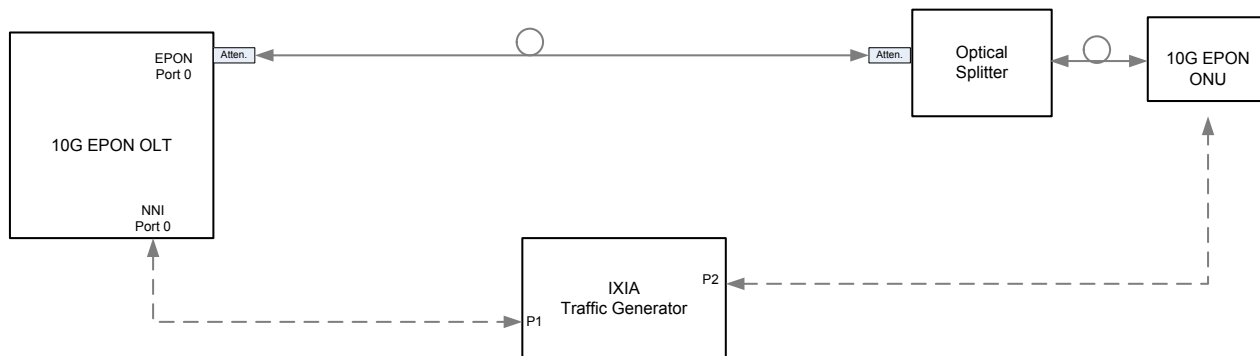 EPON
Port 0
Atten.
Atten.
Optical
Splitter
10G EPON
ONU
10G EPON OLT
NNI
Port 0
IXIA
Traffic Generator
P1
P2